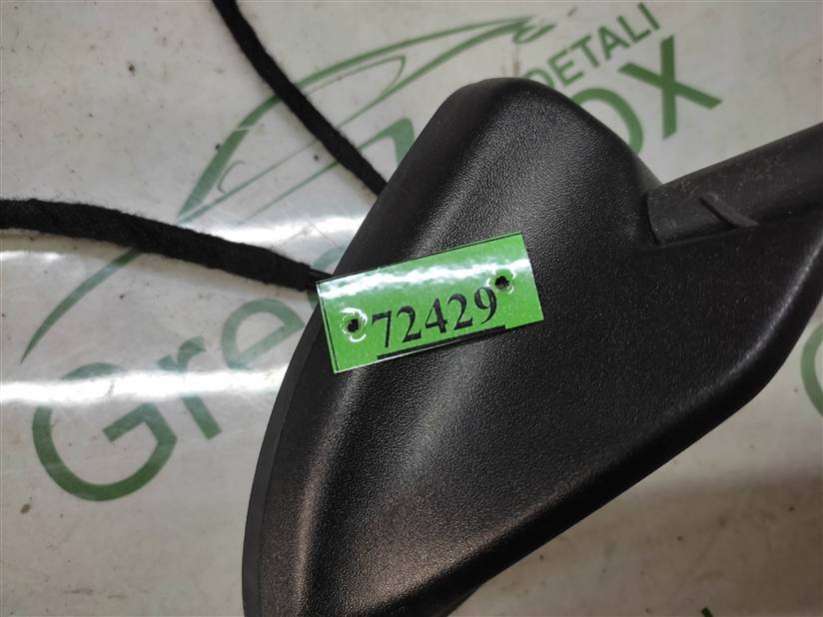 DETALI
Gre
OX
72429